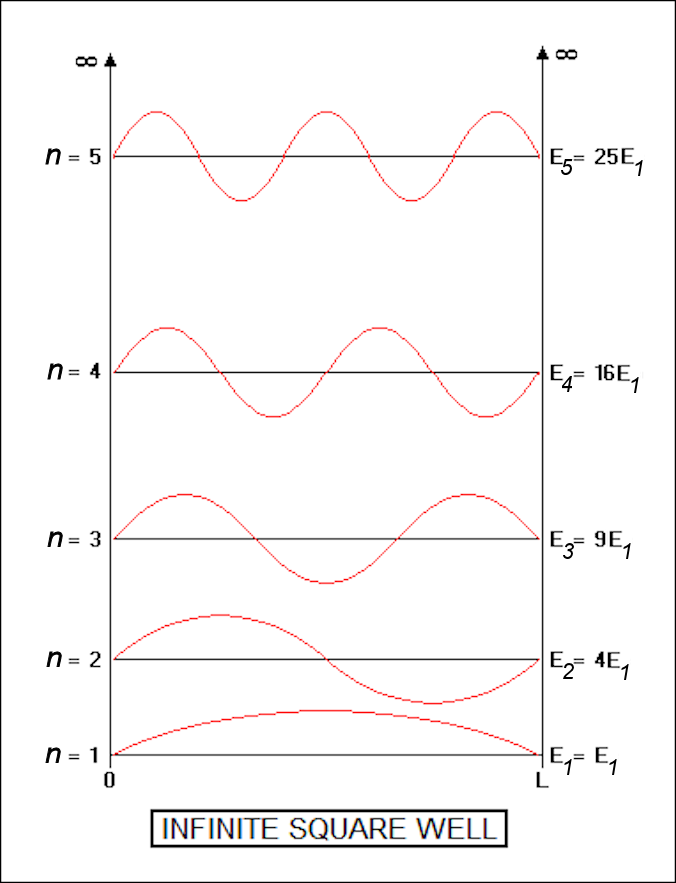 ∞ ∞
n = 5 E5= 25E1
n = 4 E4= 16E1
n = 3 E3= 9E1
n = 2 E2= 4E1
n = 1 E1= E1
0 L
INFINITE SQUARE WELL